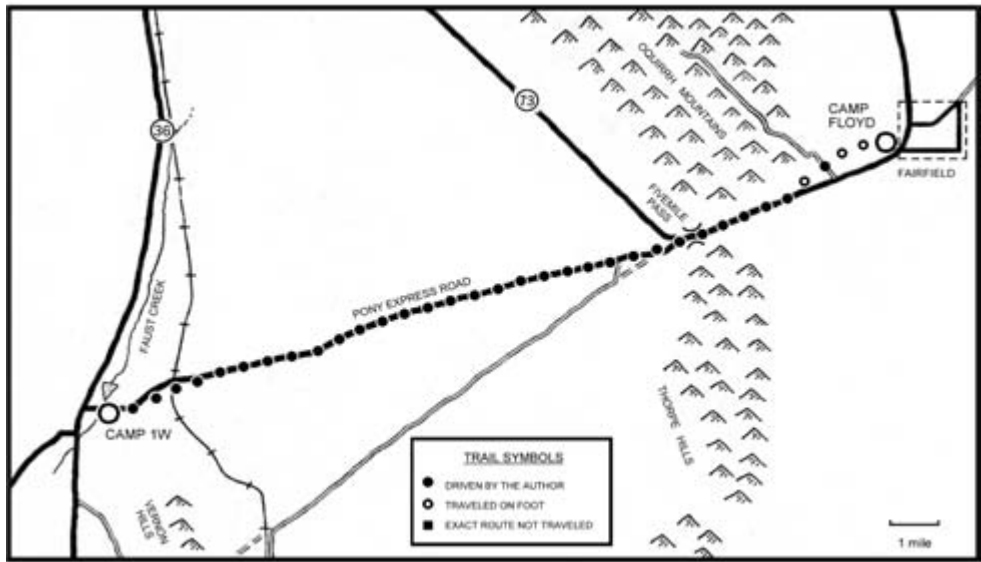 36
73
OQUIRRH MOUNTAINS
CAMP
FLOYD
FAIRFIELD
FIVEMILE
PASS
PONY EXPRESS ROAD
FAUST CREEK
CAMP 1W
THORPE HILLS
VERNON
HILLS
TRAIL SYMBOLS
DRIVEN BY THE AUTHOR
TRAVELED ON FOOT
EXACT ROUTE NOT TRAVELED
1 mile